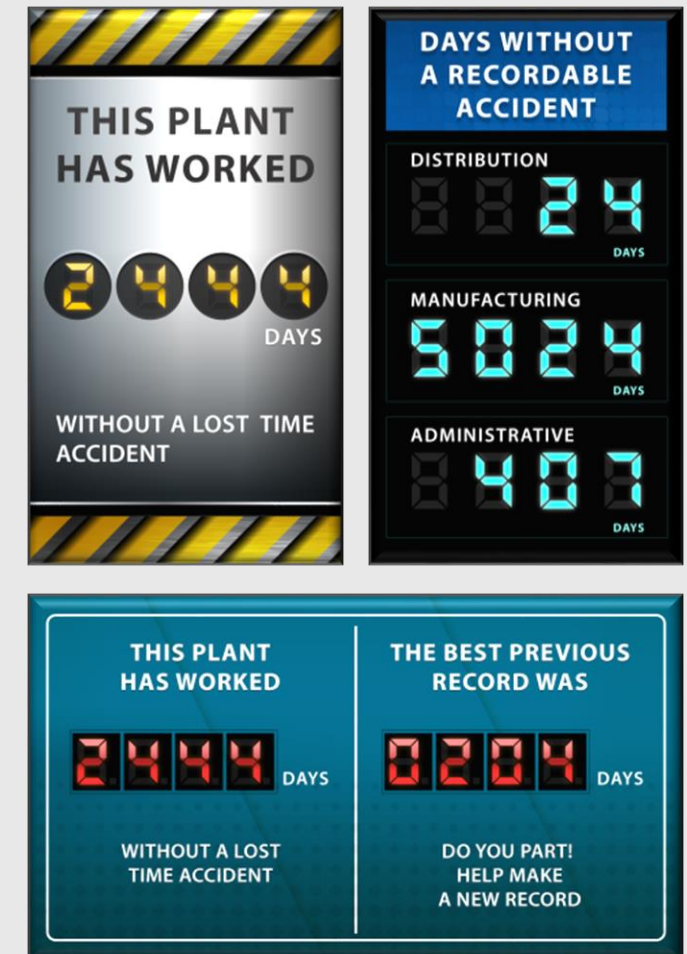 THIS PLANT
HAS WORKED
2444
DAYS
WITHOUT A LOST TIME
ACCIDENT
DAYS WITHOUT
A RECORDABLE
ACCIDENT
DISTRIBUTION
24
DAYS
MANUFACTURING
5024
DAYS
ADMINISTRATIVE
407
DAYS
THIS PLANT
HAS WORKED
2444 DAYS
WITHOUT A LOST
TIME ACCIDENT
THE BEST PREVIOUS
RECORD WAS
0204 DAYS
DO YOU PART!
HELP MAKE
A NEW RECORD